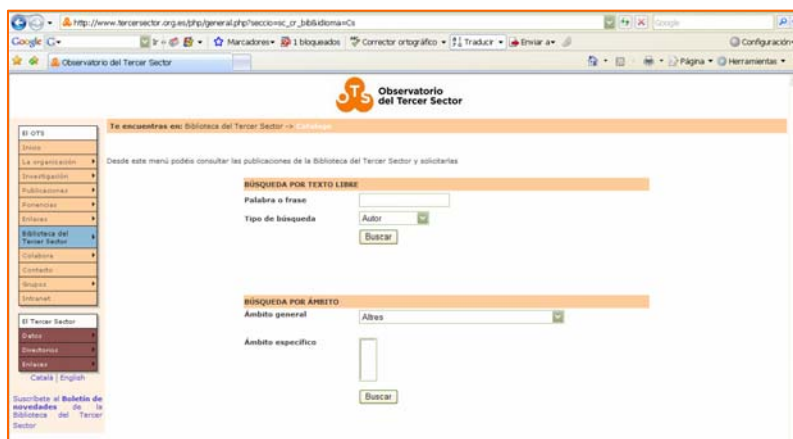 http://www.tercersector.org.es/php/general.php?seccio=sc_cr_bib&idioma=Cs
Google
Google G
Ir
Marcadores
1 bloqueados
Corrector ortográfico
Traducir
Enviar a
Configuración
Observatorio del Tercer Sector
Página
Herramientas
OTS
Observatorio
del Tercer Sector
Te encuentras en: Biblioteca del Tercer Sector -> Catálogo
El OTS
Inicio
La organización
Investigación
Publicaciones
Ponencias
Enlaces
Biblioteca del
Tercer Sector
Colabora
Contacto
Grupos
Intranet
El Tercer Sector
Datos
Directorios
Enlaces
Català | English
Suscríbete al Boletín de
novedades de la
Biblioteca del Tercer
Sector
Desde este menú podéis consultar las publicaciones de la Biblioteca del Tercer Sector y solicitarlas
BÚSQUEDA POR TEXTO LIBRE
Palabra o frase
Tipo de búsqueda
Autor
Buscar
BÚSQUEDA POR ÁMBITO
Ámbito general
Altres
Ámbito específico
Buscar